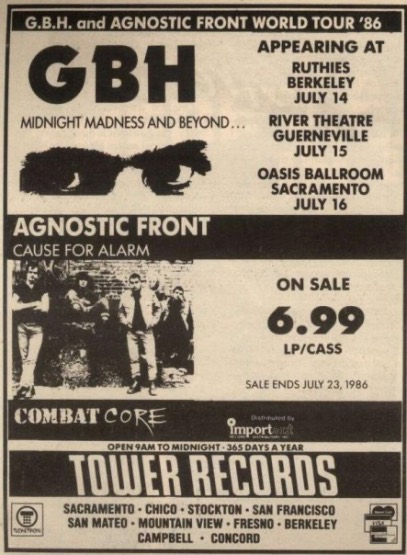 G.B.H. and AGNOSTIC FRONT WORLD TOUR '86
GBH
MIDNIGHT MADNESS AND BEYOND...
APPEARING AT
RUTHIES
BERKELEY
JULY 14
RIVER THEATRE
GUERNEVILLE
JULY 15
OASIS BALLROOM
SACRAMENTO
JULY 16
AGNOSTIC FRONT
CAUSE FOR ALARM
ON SALE
6.99
LP/CASS
SALE ENDS JULY 23, 1986
COMBAT CORE
Distributed by
important
OPEN 9AM TO MIDNIGHT · 365 DAYS A YEAR
TOWER RECORDS
SACRAMENTO · CHICO · STOCKTON · SAN FRANCISCO
SAN MATEO · MOUNTAIN VIEW · FRESNO · BERKELEY
CAMPBELL · CONCORD